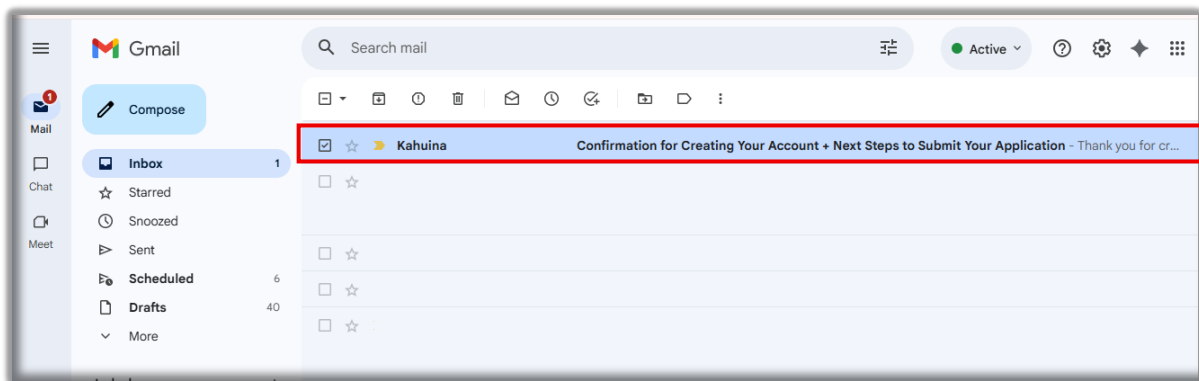 Gmail
Search mail
Active
1
Mail
Compose
Kahuina Confirmation for Creating Your Account + Next Steps to Submit Your Application - Thank you for cr...
Inbox 1
Chat
Starred
Snoozed
Meet
Sent
Scheduled 6
Drafts 40
More